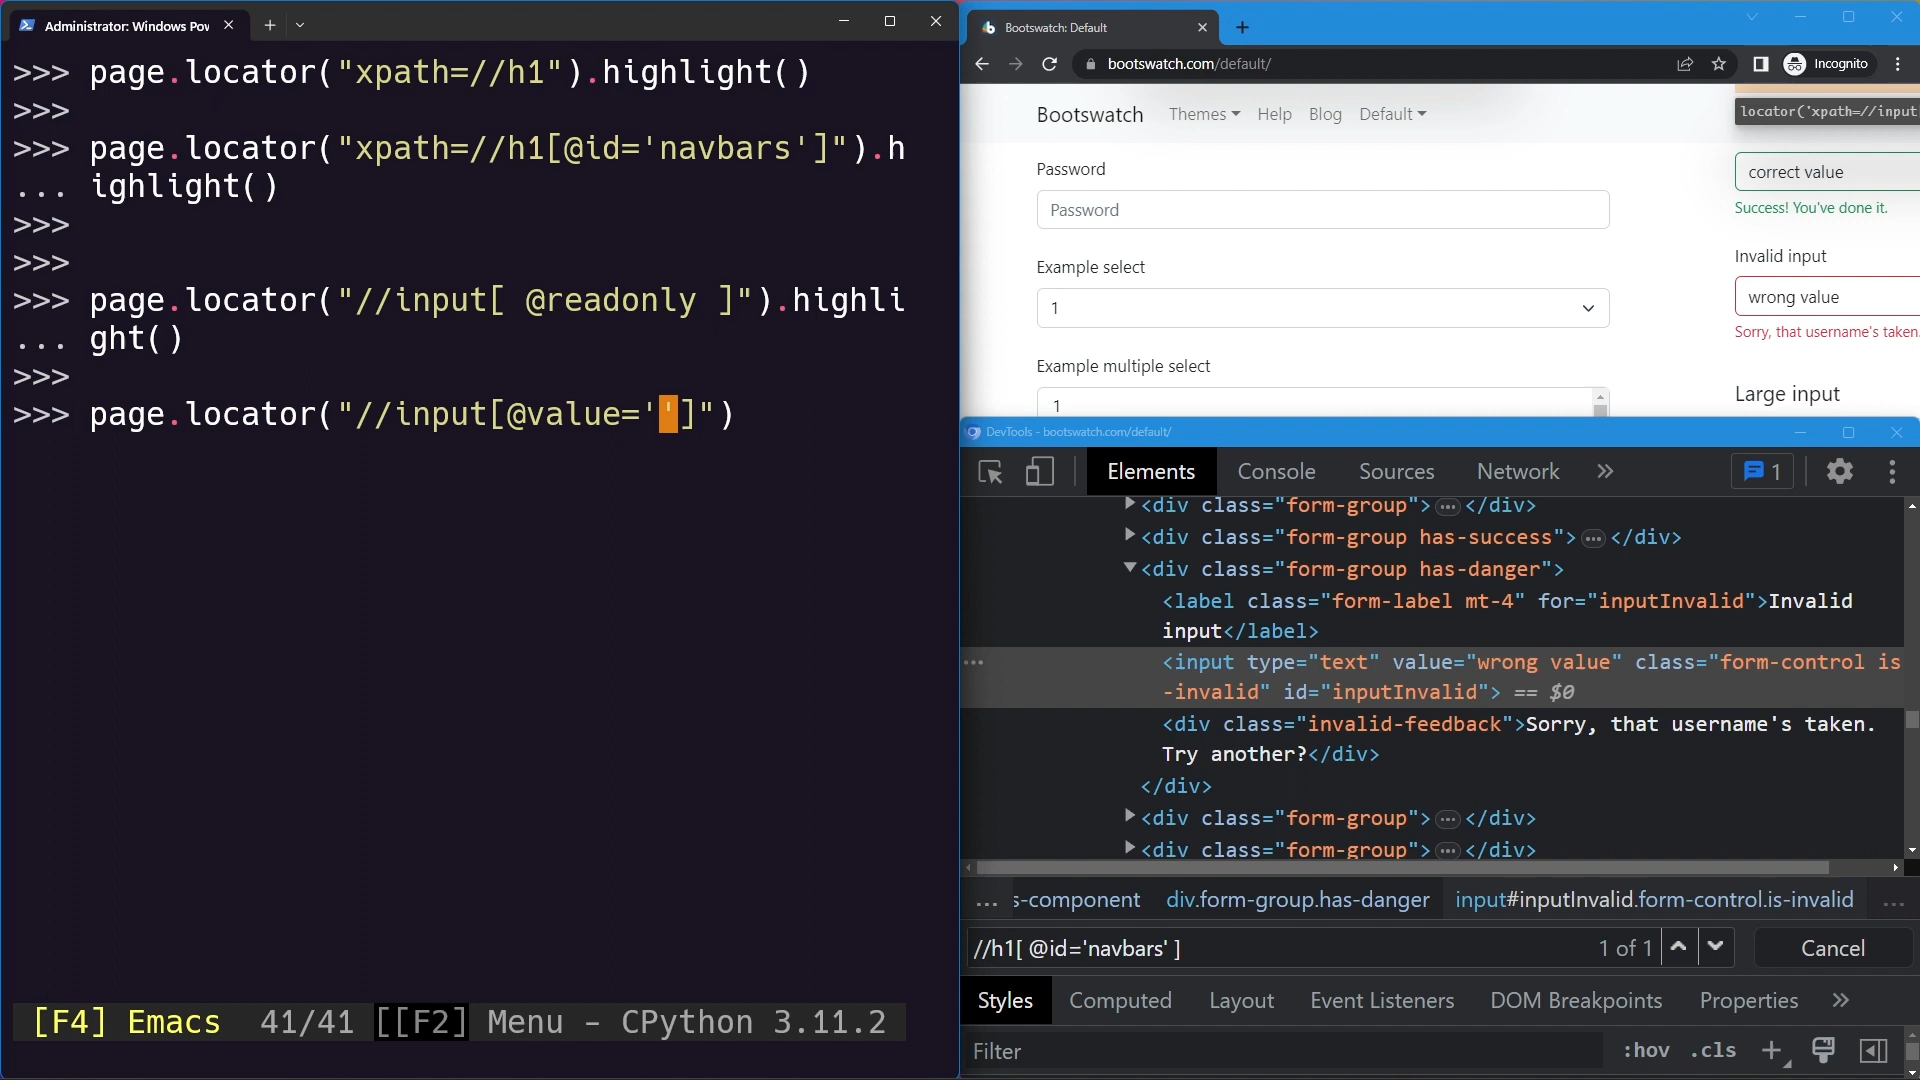 Administrator: Windows Pov
>>> page.locator("xpath=//h1").highlight()
>>>
>>> page.locator("xpath=//h1[@id='navbars']").h
... ighlight()
>>>
>>>
>>> page.locator("//input[ @readonly ]").highli
... ght()
>>>
>>> page.locator("//input[@value='']")
[F4] Emacs 41/41 [[F2] Menu - CPython 3.11.2
Bootswatch: Default
bootswatch.com/default/
Incognito
Bootswatch Themes Help Blog Default
locator('xpath=//input
Password
Password
Example select
1
Example multiple select
1
correct value
Success! You've done it.
Invalid input
wrong value
Sorry, that username's taken.
Large input
DevTools - bootswatch.com/default/
Elements Console Sources Network » 1
<div class="form-group"> … </div>
<div class="form-group has-success"> … </div>
<div class="form-group has-danger">
<label class="form-label mt-4" for="inputInvalid">Invalid
input</label>
<input type="text" value="wrong value" class="form-control is
-invalid" id="inputInvalid"> == $0
<div class="invalid-feedback">Sorry, that username's taken.
Try another?</div>
</div>
<div class="form-group"> … </div>
<div class="form-group"> … </div>
... s-component div.form-group.has-danger input#inputInvalid.form-control.is-invalid ...
//h1[ @id='navbars' ] 1 of 1 Cancel
Styles Computed Layout Event Listeners DOM Breakpoints Properties »
Filter :hov .cls